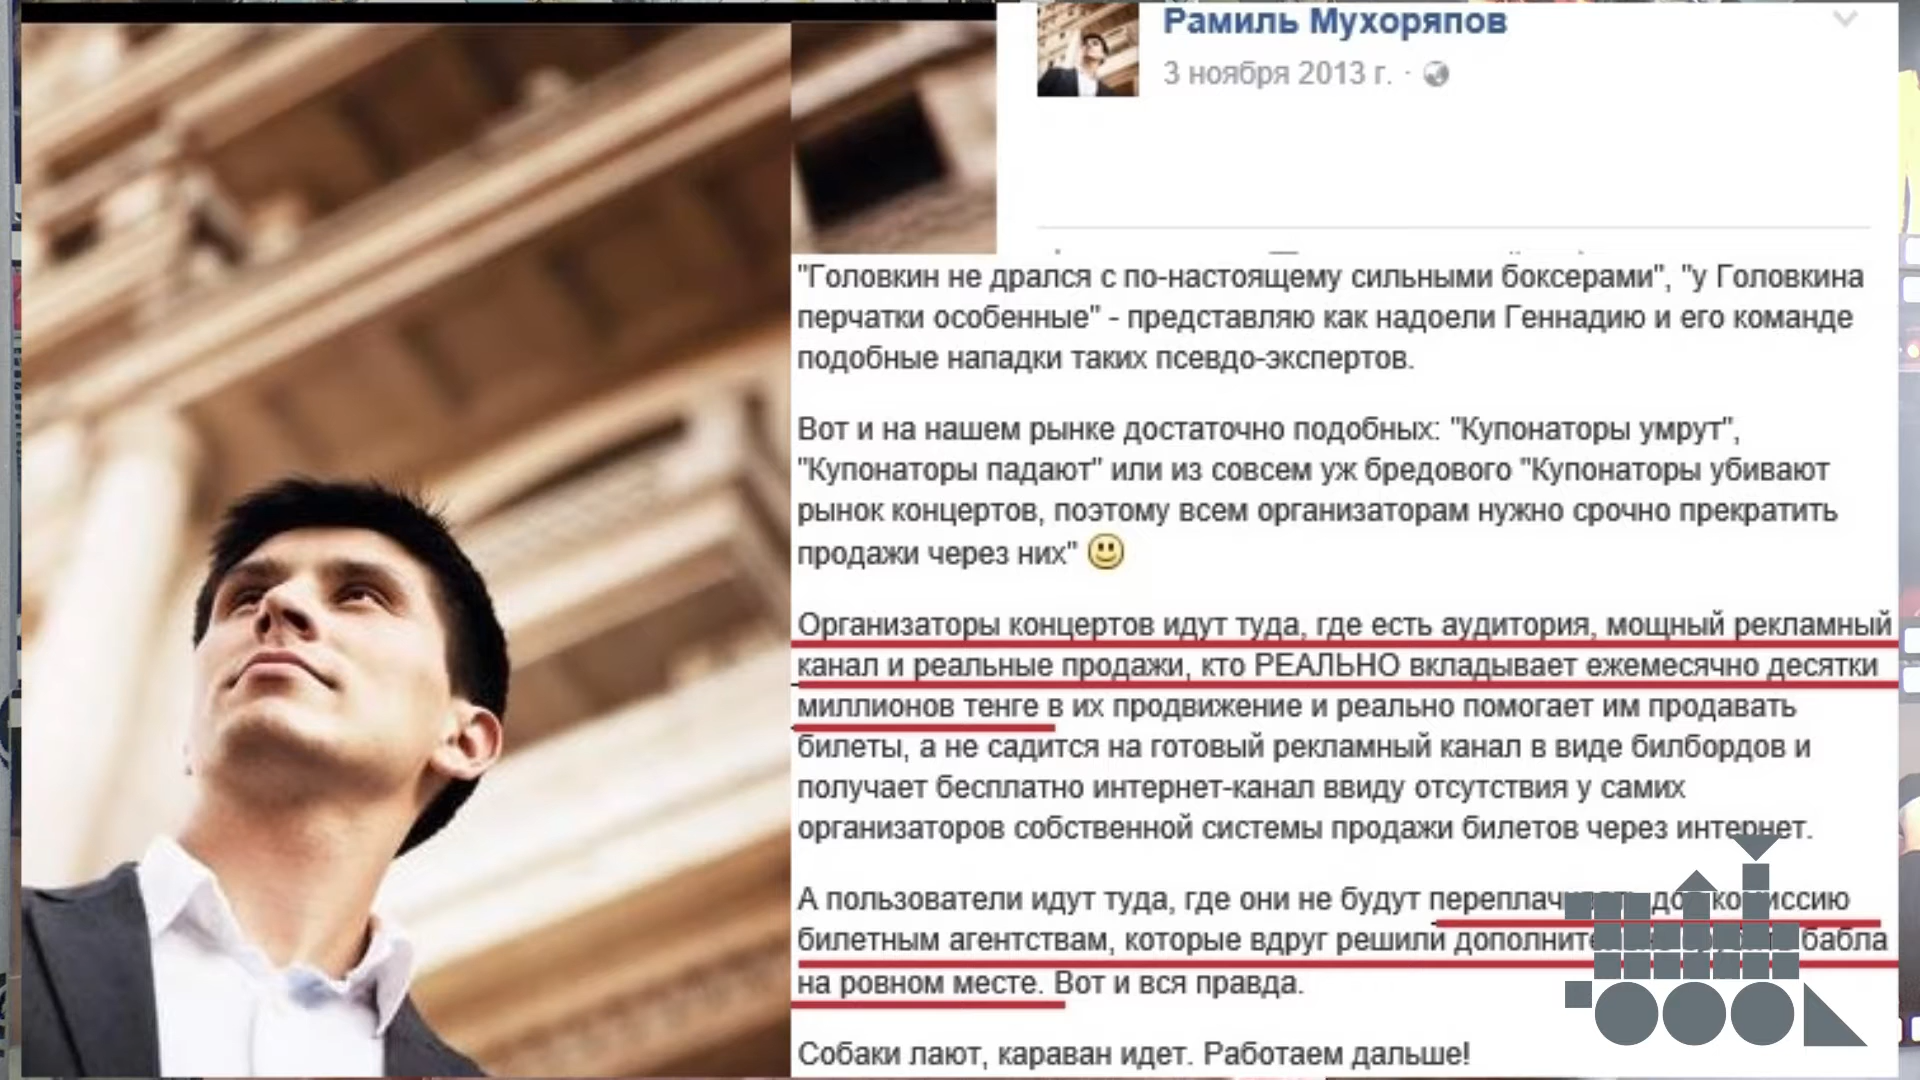 Рамиль Мухоряпов
3 ноября 2013 г. ·
"Головкин не дрался с по-настоящему сильными боксерами", "у Головкина
перчатки особенные" - представляю как надоели Геннадию и его команде
подобные нападки таких псевдо-экспертов.
Вот и на нашем рынке достаточно подобных: "Купонаторы умрут",
"Купонаторы падают" или из совсем уж бредового "Купонаторы убивают
рынок концертов, поэтому всем организаторам нужно срочно прекратить
продажи через них"
Организаторы концертов идут туда, где есть аудитория, мощный рекламный
канал и реальные продажи, кто РЕАЛЬНО вкладывает ежемесячно десятки
миллионов тенге в их продвижение и реально помогает им продавать
билеты, а не садится на готовый рекламный канал в виде билбордов и
получает бесплатно интернет-канал ввиду отсутствия у самих
организаторов собственной системы продажи билетов через интернет.
А пользователи идут туда, где они не будут комиссию
билетным агентствам, которые вдруг решили бабла
на ровном месте. Вот и вся правда.
Собаки лают, караван идет. Работаем дальше!